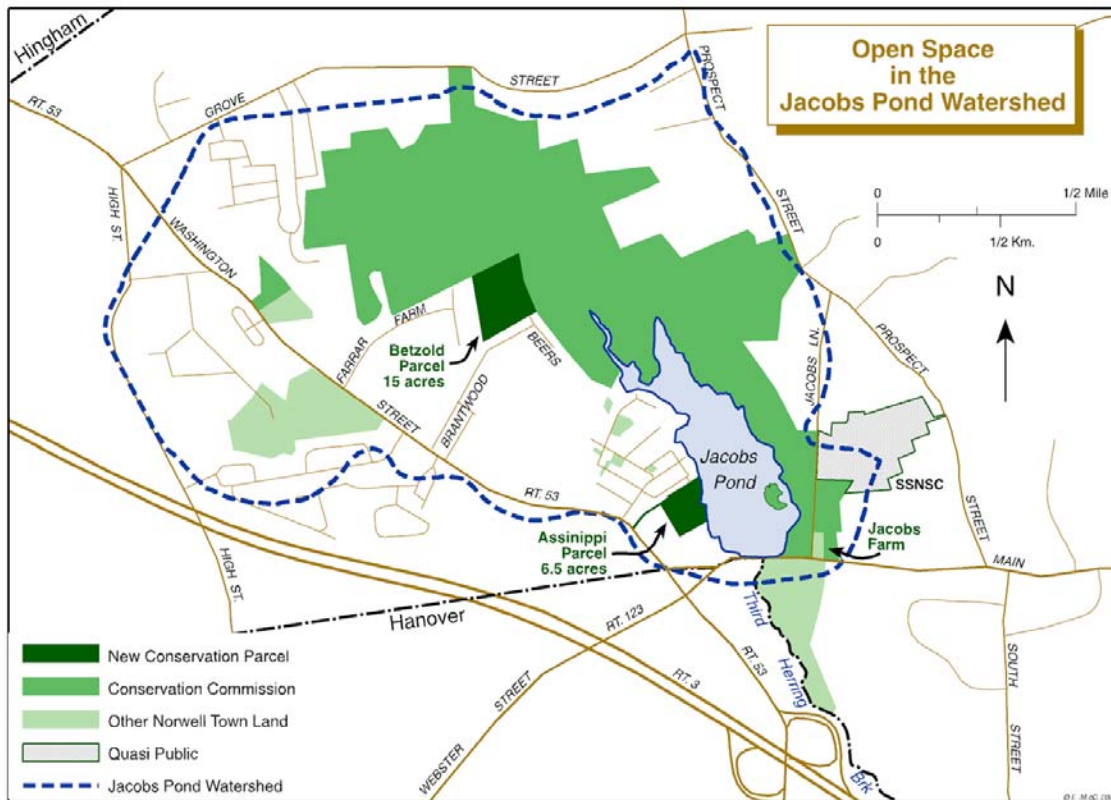 Open Space
in the
Jacobs Pond Watershed
0 1/2 Mile
0 1/2 Km.
N
Hingham
RT. 53
GROVE
STREET
PROSPECT
STREET
HIGH ST.
WASHINGTON
FARRAR FARM
Betzold
Parcel
15 acres
BEERS
BRANTWOOD
STREET
JACOBS LN.
PROSPECT
Jacobs
Pond
SSNSC
RT. 53
Jacobs
Farm
STREET
Assinippi
Parcel
6.5 acres
MAIN
HIGH ST.
Hanover
RT. 123
Third
Herring
Brk
RT. 53
RT. 3
SOUTH
STREET
STREET
WEBSTER
New Conservation Parcel
Conservation Commission
Other Norwell Town Land
Quasi Public
Jacobs Pond Watershed